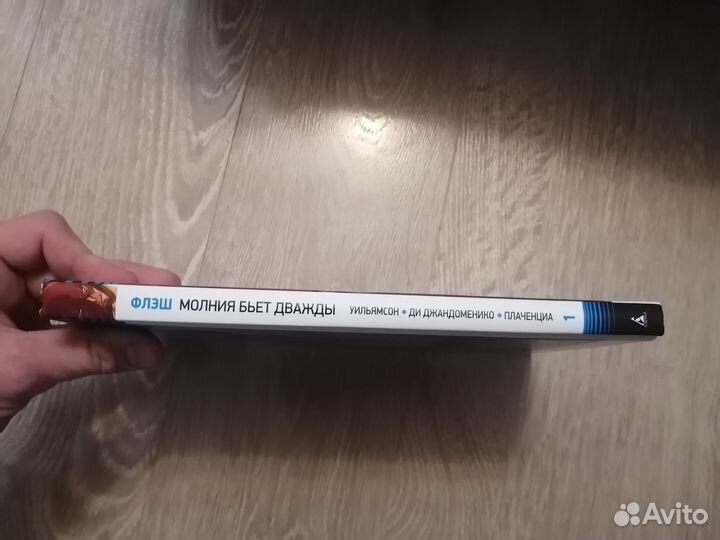 ФЛЭШ МОЛНИЯ БЬЕТ ДВАЖДЫ УИЛЬЯМСОН • ДИ ДЖАНДОМЕНИКО • ПЛАЧЕНЦИА 1
Avito